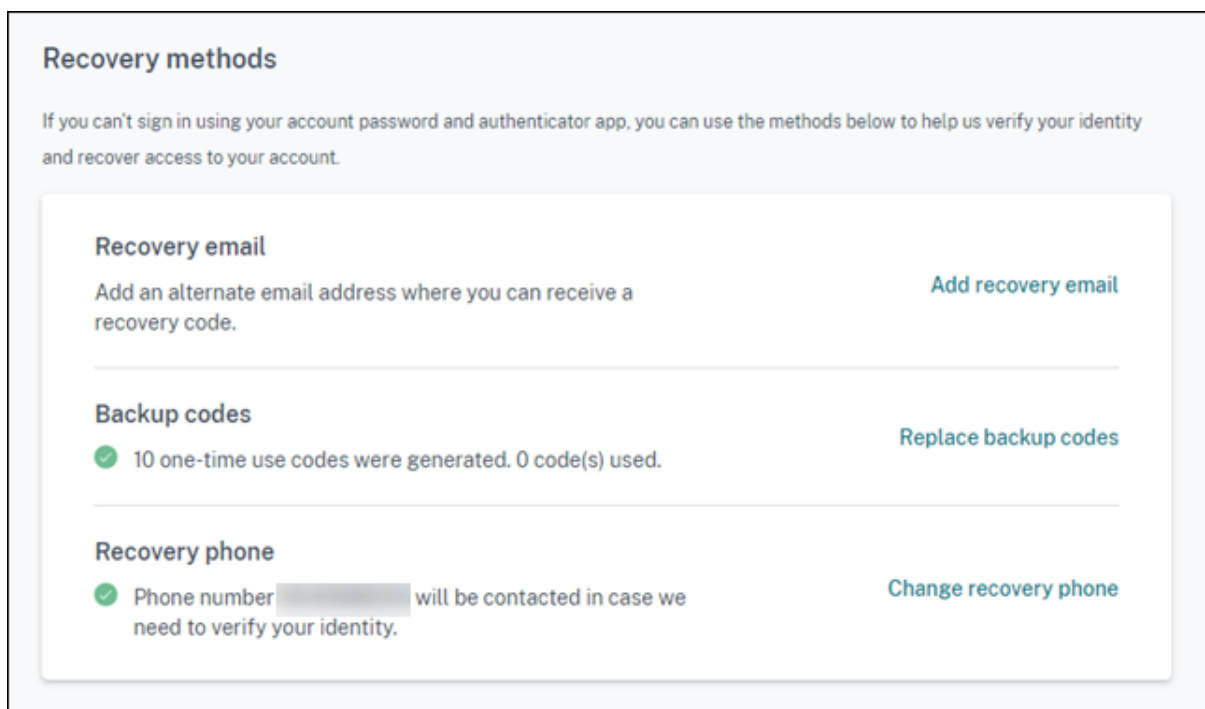 Recovery methods
If you can't sign in using your account password and authenticator app, you can use the methods below to help us verify your identity
and recover access to your account.
Recovery email
Add an alternate email address where you can receive a
recovery code.
Add recovery email
Backup codes
10 one-time use codes were generated. 0 code(s) used.
Replace backup codes
Recovery phone
Phone number will be contacted in case we
need to verify your identity.
Change recovery phone